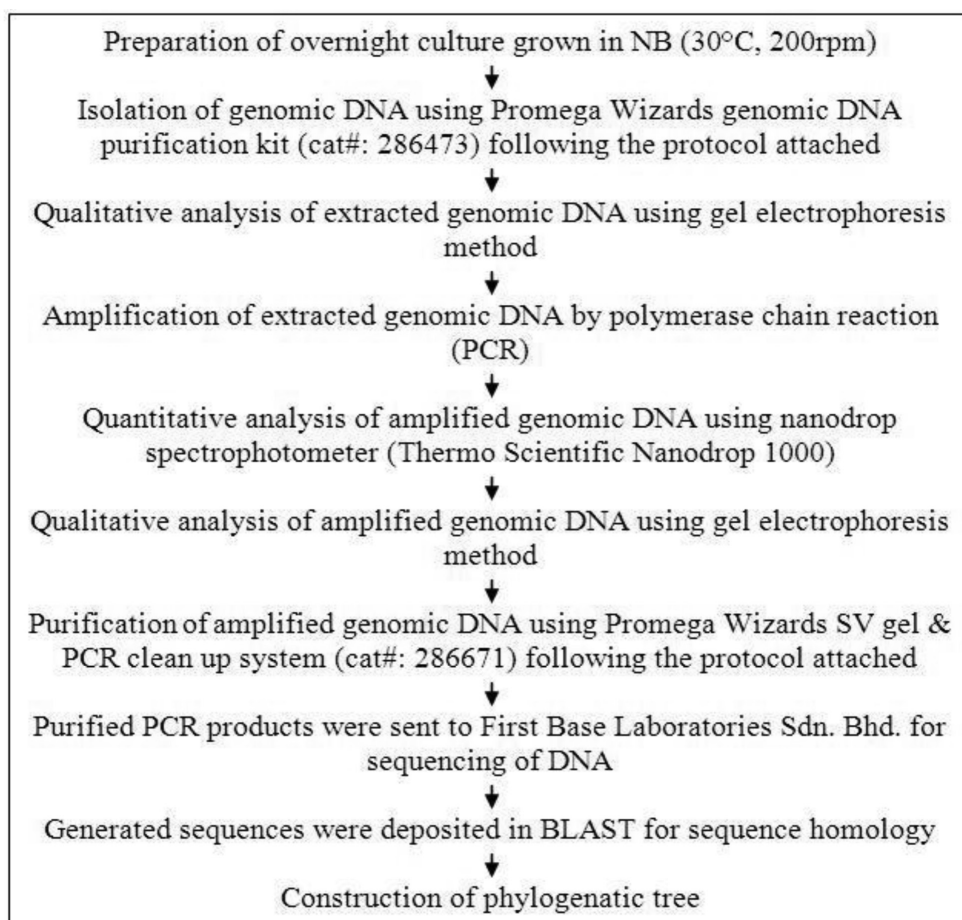 Preparation of overnight culture grown in NB (30°C, 200rpm)
Isolation of genomic DNA using Promega Wizards genomic DNA
purification kit (cat#: 286473) following the protocol attached
Qualitative analysis of extracted genomic DNA using gel electrophoresis
method
Amplification of extracted genomic DNA by polymerase chain reaction
(PCR)
Quantitative analysis of amplified genomic DNA using nanodrop
spectrophotometer (Thermo Scientific Nanodrop 1000)
Qualitative analysis of amplified genomic DNA using gel electrophoresis
method
Purification of amplified genomic DNA using Promega Wizards SV gel &
PCR clean up system (cat#: 286671) following the protocol attached
Purified PCR products were sent to First Base Laboratories Sdn. Bhd. for
sequencing of DNA
Generated sequences were deposited in BLAST for sequence homology
Construction of phylogenatic tree